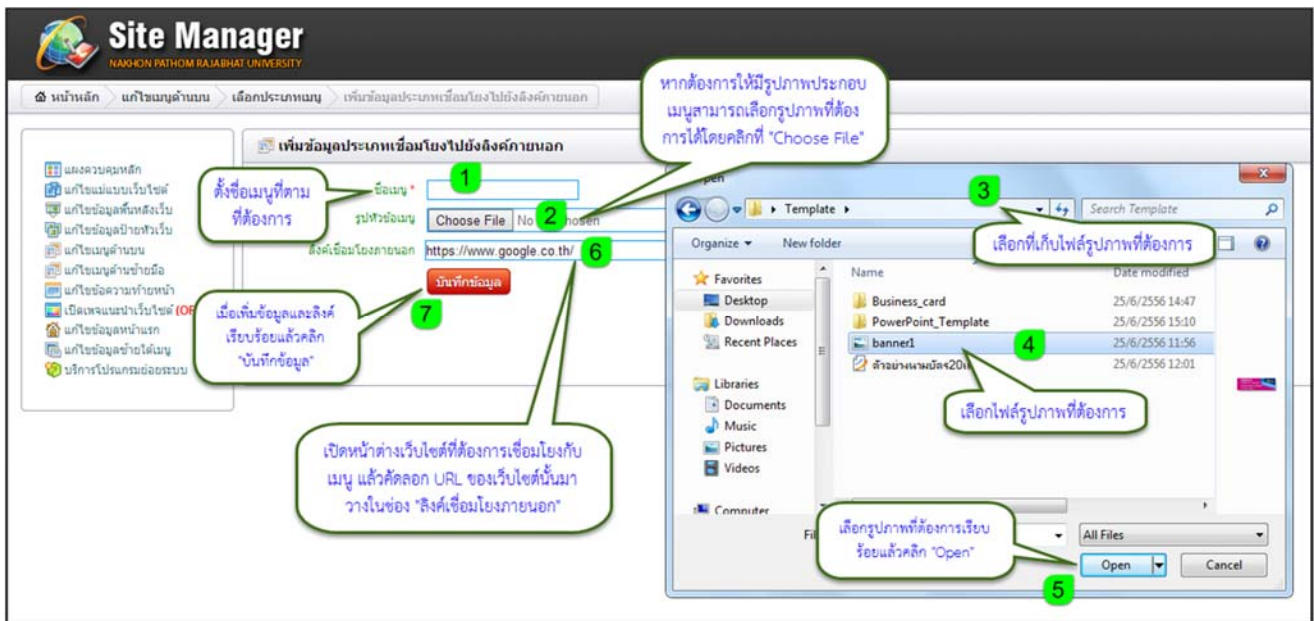 Site Manager
NAKHON PATHOM RAJABHAT UNIVERSITY
หน้าหลัก แก้ไขเมนูด้านบน เลือกประเภทเมนู เพิ่มข้อมูลประเภทเชื่อมโยงไปยังลิงค์ภายนอก
หากต้องการให้มีรูปภาพประกอบ
เมนูสามารถเลือกรูปภาพที่ต้อง
การได้โดยคลิกที่ "Choose File"
แผงควบคุมหลัก
แก้ไขแม่แบบเว็บไซต์
แก้ไขข้อมูลพื้นหลังเว็บ
แก้ไขข้อมูลป้ายหัวเว็บ
แก้ไขเมนูด้านบน
แก้ไขเมนูด้านซ้ายมือ
แก้ไขข้อความท้ายหน้า
เปิดเพจแนะนำเว็บไซต์
แก้ไขข้อมูลหน้าแรก
แก้ไขข้อมูลซ้ายใต้เมนู
บริการโปรแกรมย่อยระบบ
เพิ่มข้อมูลประเภทเชื่อมโยงไปยังลิงค์ภายนอก
ตั้งชื่อเมนูที่ตาม
ที่ต้องการ
ชื่อเมนู * 1
รูปหัวข้อเมนู Choose File No 2
ลิงค์เชื่อมโยงภายนอก https://www.google.co.th/ 6
บันทึกข้อมูล
7
เมื่อเพิ่มข้อมูลและลิงค์
เรียบร้อยแล้วคลิก
"บันทึกข้อมูล"
เปิดหน้าต่างเว็บไซต์ที่ต้องการเชื่อมโยงกับ
เมนู แล้วคัดลอก URL ของเว็บไซต์นั้นมา
วางในช่อง "ลิงค์เชื่อมโยงภายนอก"
3
Template Search Template
Organize New folder
เลือกที่เก็บไฟล์รูปภาพที่ต้องการ
Favorites
Desktop
Downloads
Recent Places
Libraries
Documents
Music
Pictures
Videos
Computer
Name Date modified
Business_card 25/6/2556 14:47
PowerPoint_Template 25/6/2556 15:10
banner1 4 25/6/2556 11:56
25/6/2556 12:01
เลือกไฟล์รูปภาพที่ต้องการ
เลือกรูปภาพที่ต้องการเรียบ
ร้อยแล้วคลิก "Open"
All Files
Open Cancel
5